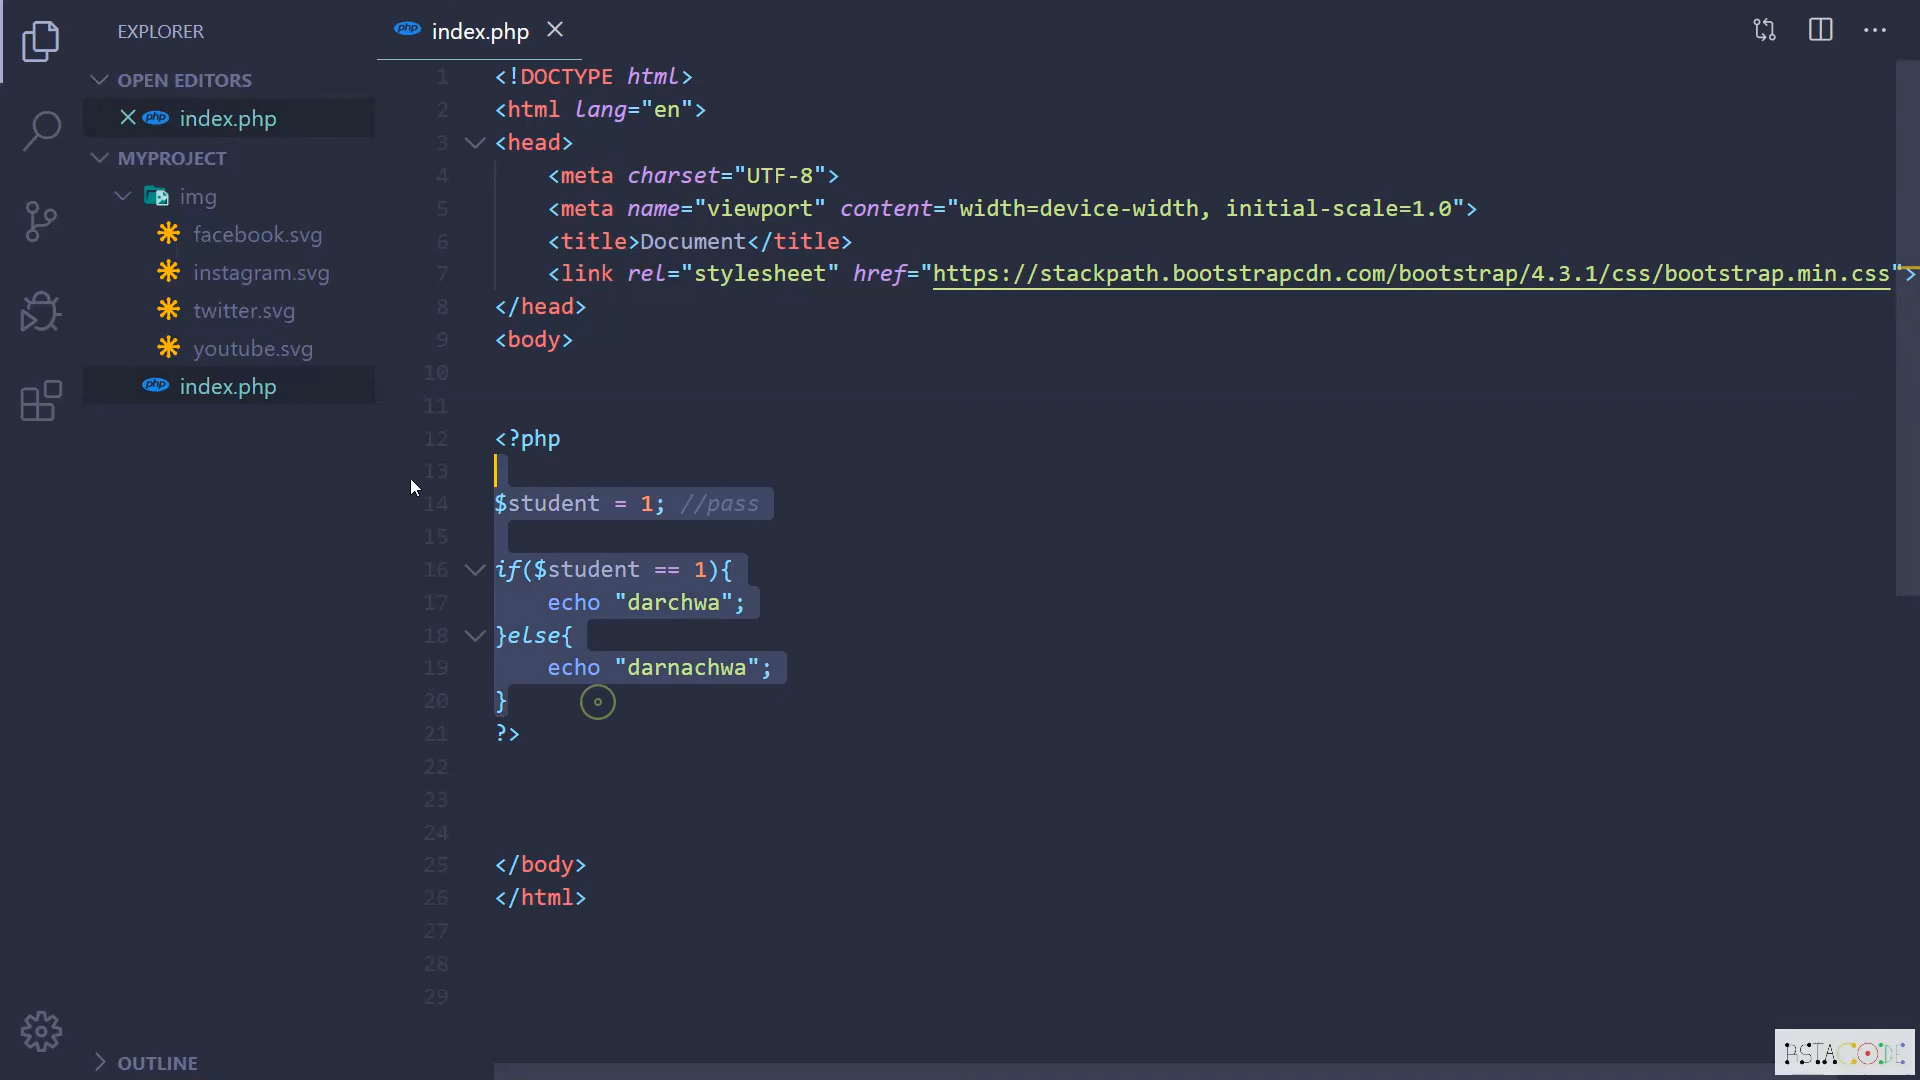 EXPLORER
OPEN EDITORS
index.php
MYPROJECT
img
facebook.svg
instagram.svg
twitter.svg
youtube.svg
index.php
OUTLINE
index.php
1 <!DOCTYPE html>
2 <html lang="en">
3 <head>
4 <meta charset="UTF-8">
5 <meta name="viewport" content="width=device-width, initial-scale=1.0">
6 <title>Document</title>
7 <link rel="stylesheet" href="https://stackpath.bootstrapcdn.com/bootstrap/4.3.1/css/bootstrap.min.css">
8 </head>
9 <body>
10
11
12 <?php
13
14 $student = 1; //pass
15
16 if($student == 1){
17 echo "darchwa";
18 }else{
19 echo "darnachwa";
20 }
21 ?>
22
23
24
25 </body>
26 </html>
27
28
29
RSTACODE